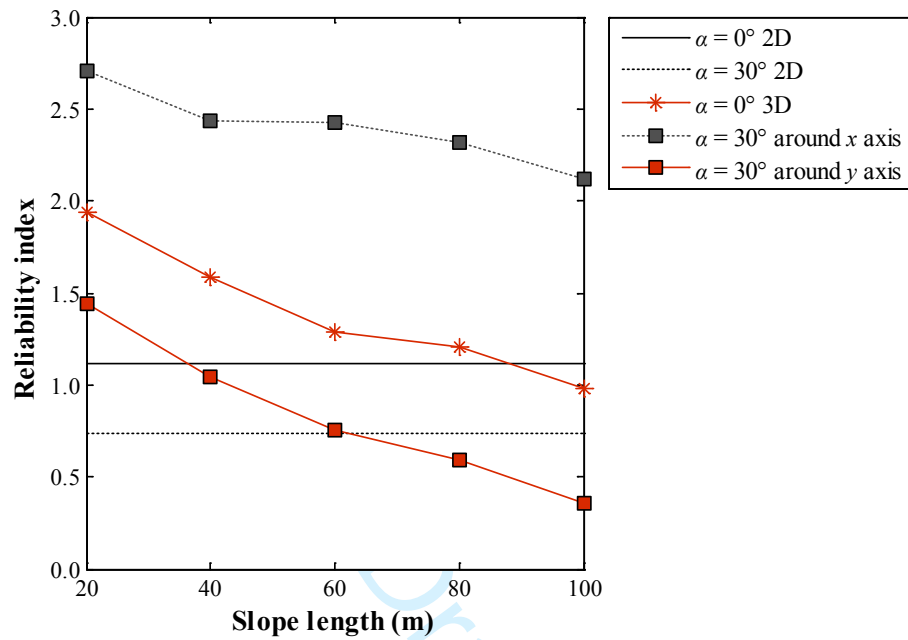 3.0
2.5
2.0
1.5
1.0
0.5
0.0
Reliability index
20
40
60
80
100
Slope length (m)
α = 0° 2D
α = 30° 2D
α = 0° 3D
α = 30° around x axis
α = 30° around y axis